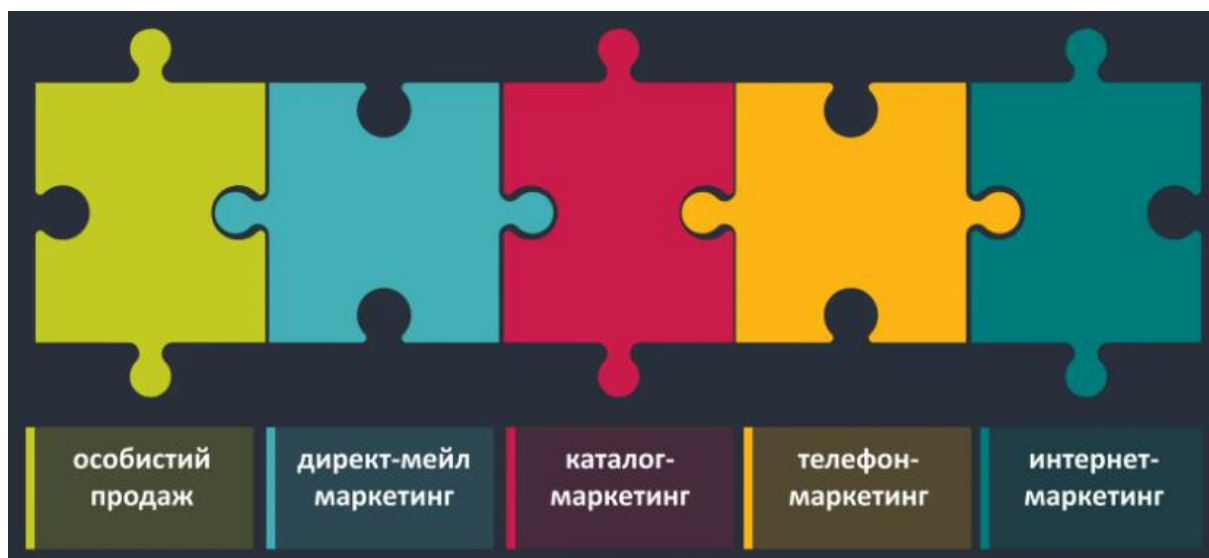 особистий
продаж
директ-мейл
маркетинг
каталог-
маркетинг
телефон-
маркетинг
интернет-
маркетинг